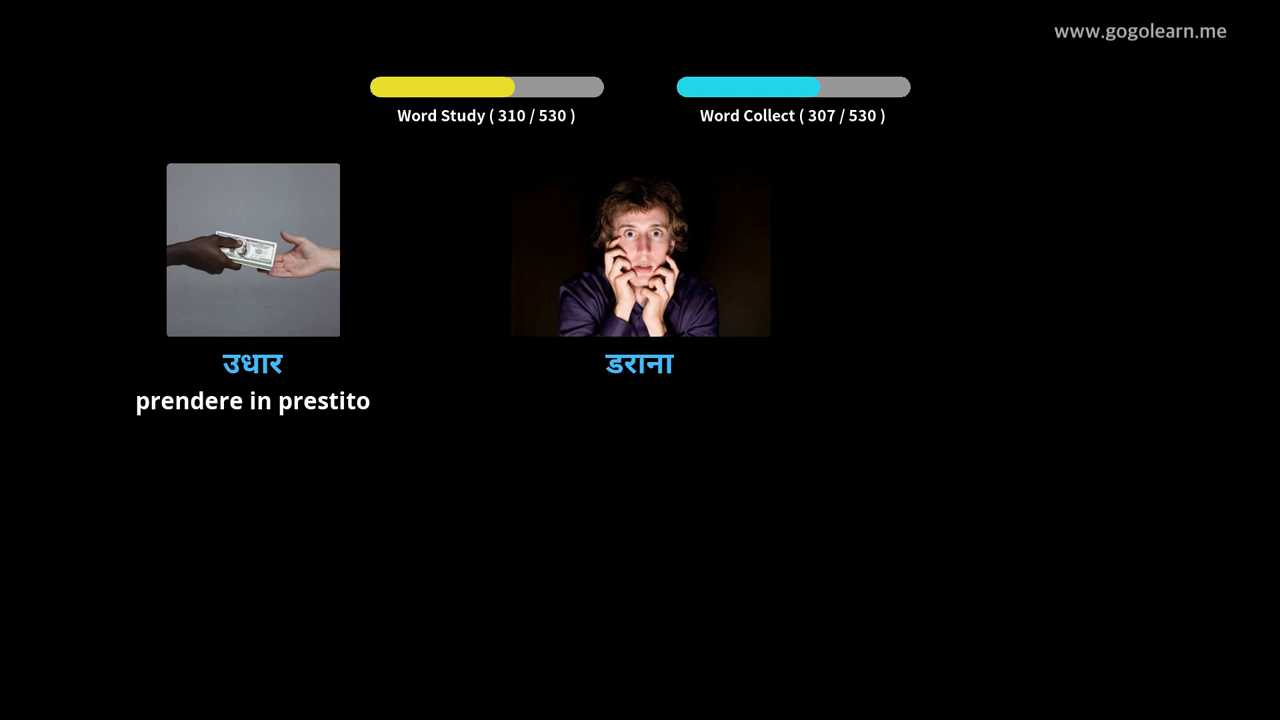 www.gogolearn.me
Word Study ( 310 / 530 )
Word Collect ( 307 / 530 )
उधार
डराना
prendere in prestito